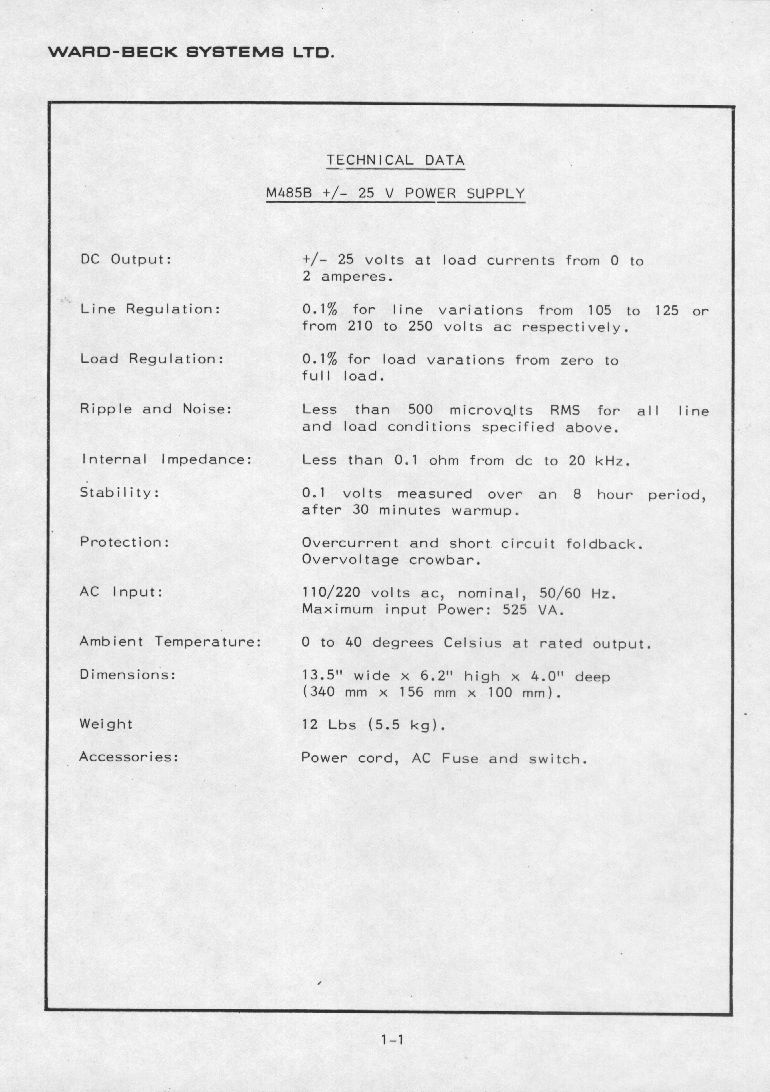 WARD-BECK SYSTEMS LTD.
TECHNICAL DATA
M485B +/- 25 V POWER SUPPLY
DC Output: +/- 25 volts at load currents from 0 to
2 amperes.
Line Regulation: 0.1% for line variations from 105 to 125 or
from 210 to 250 volts ac respectively.
Load Regulation: 0.1% for load varations from zero to
full load.
Ripple and Noise: Less than 500 microvolts RMS for all line
and load conditions specified above.
Internal Impedance: Less than 0.1 ohm from dc to 20 kHz.
Stability: 0.1 volts measured over an 8 hour period,
after 30 minutes warmup.
Protection: Overcurrent and short circuit foldback.
Overvoltage crowbar.
AC Input: 110/220 volts ac, nominal, 50/60 Hz.
Maximum input Power: 525 VA.
Ambient Temperature: 0 to 40 degrees Celsius at rated output.
Dimensions: 13.5" wide x 6.2" high x 4.0" deep
(340 mm x 156 mm x 100 mm).
Weight 12 Lbs (5.5 kg).
Accessories: Power cord, AC Fuse and switch.
1-1